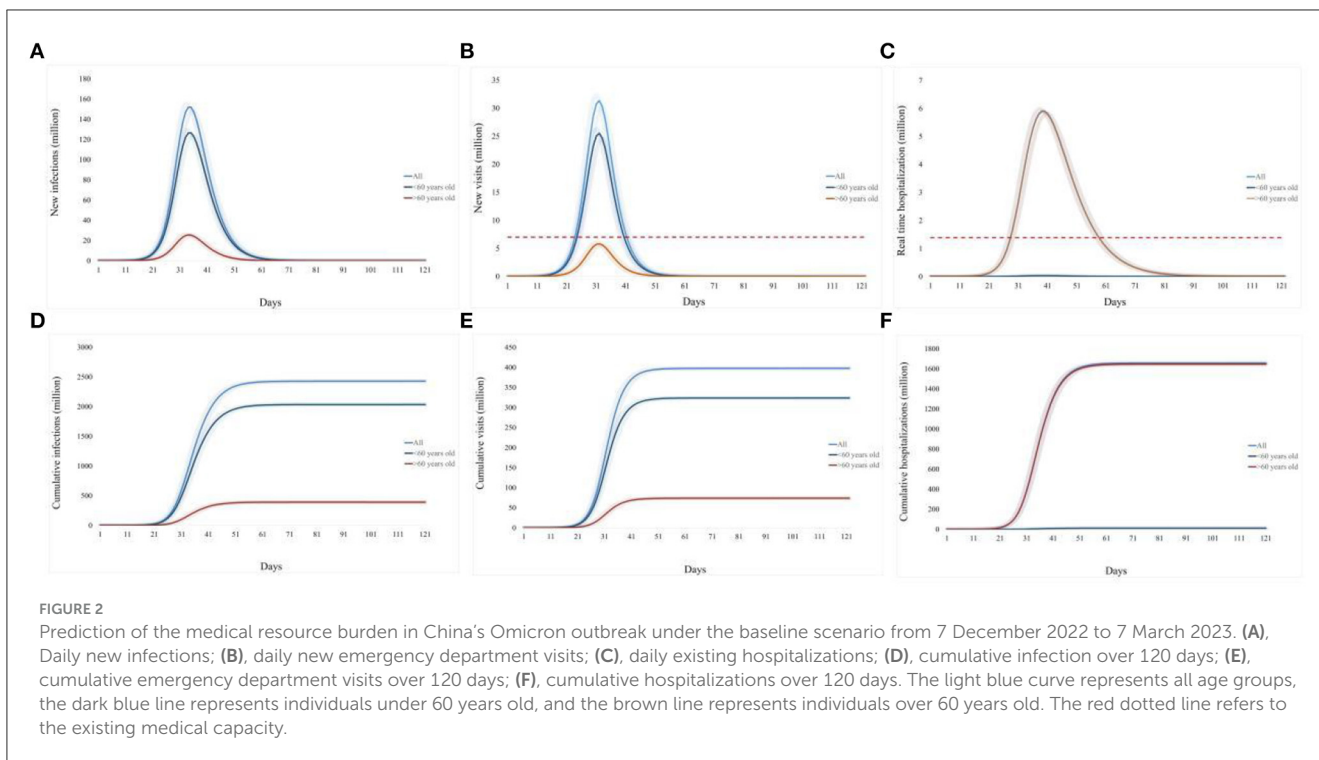 A
New infections (million)
180
160
140
120
100
80
60
40
20
0
1 11 21 31 41 51 61 71 81 91 101 111 121
Days
All
<60 years old
>60 years old
B
New visits (million)
35
30
25
20
15
10
5
0
1 11 21 31 41 51 61 71 81 91 101 111 121
Days
All
<60 years old
>60 years old
C
Real time hospitalization (million)
7
6
5
4
3
2
1
0
1 11 21 31 41 51 61 71 81 91 101 111 121
Days
All
<60 years old
>60 years old
D
Cumulative infections (million)
3000
2500
2000
1500
1000
500
0
1 11 21 31 41 51 61 71 81 91 101 111 121
Days
All
<60 years old
>60 years old
E
Cumulative visits (million)
450
400
350
300
250
200
150
100
50
0
1 11 21 31 41 51 61 71 81 91 101 111 121
Days
All
<60 years old
>60 years old
F
Cumulative hospitalizations (million)
1800
1600
1400
1200
1000
800
600
400
200
0
1 11 21 31 41 51 61 71 81 91 101 111 121
Days
All
<60 years old
>60 years old
FIGURE 2
Prediction of the medical resource burden in China's Omicron outbreak under the baseline scenario from 7 December 2022 to 7 March 2023. (A),
Daily new infections; (B), daily new emergency department visits; (C), daily existing hospitalizations; (D), cumulative infection over 120 days; (E),
cumulative emergency department visits over 120 days; (F), cumulative hospitalizations over 120 days. The light blue curve represents all age groups,
the dark blue line represents individuals under 60 years old, and the brown line represents individuals over 60 years old. The red dotted line refers to
the existing medical capacity.